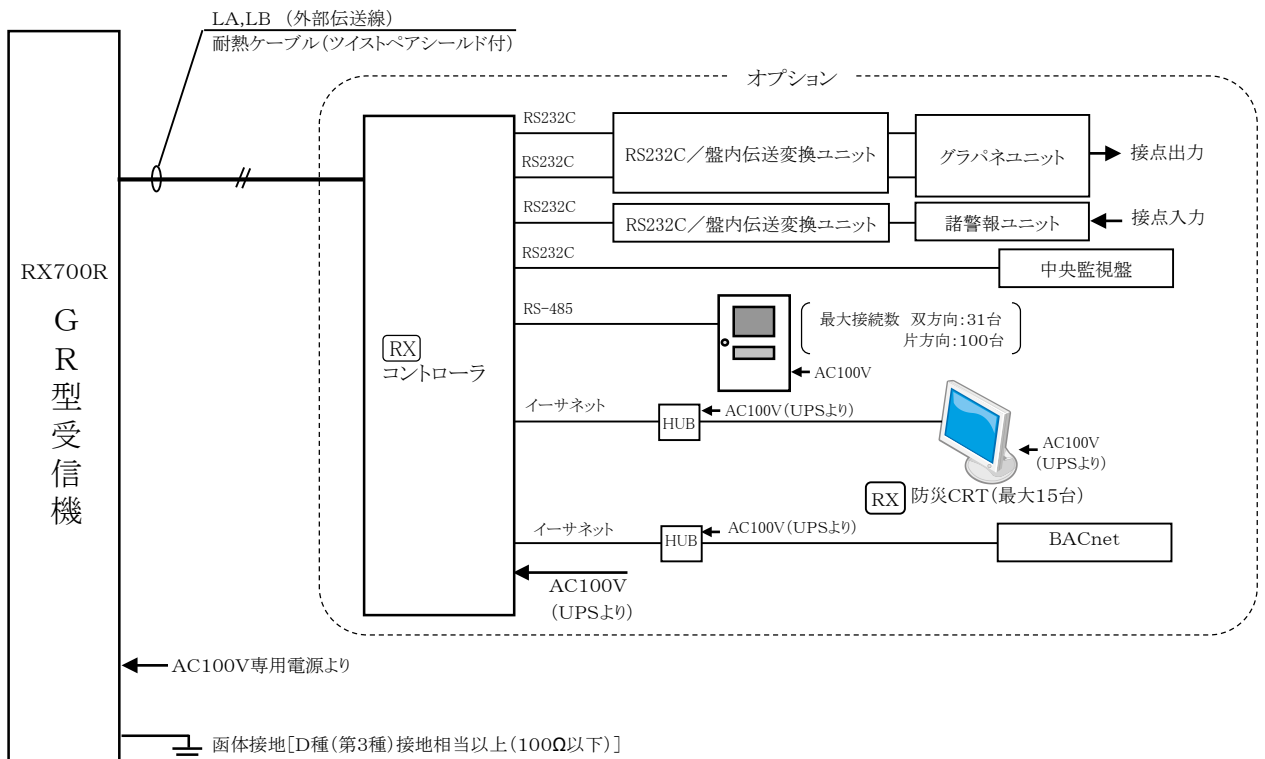 LA,LB （外部伝送線）
耐熱ケーブル(ツイストペアシールド付)
オプション
RX700R
GR型受信機
RX
コントローラ
RS232C
RS232C
RS232C／盤内伝送変換ユニット
グラパネユニット
接点出力
RS232C
RS232C／盤内伝送変換ユニット
諸警報ユニット
接点入力
RS232C
中央監視盤
RS-485
最大接続数 双方向:31台
片方向:100台
AC100V
イーサネット
HUB
AC100V(UPSより)
AC100V
(UPSより)
RX 防災CRT(最大15台)
イーサネット
HUB
AC100V(UPSより)
BACnet
AC100V
(UPSより)
AC100V専用電源より
函体接地[D種(第3種)接地相当以上(100Ω以下)]